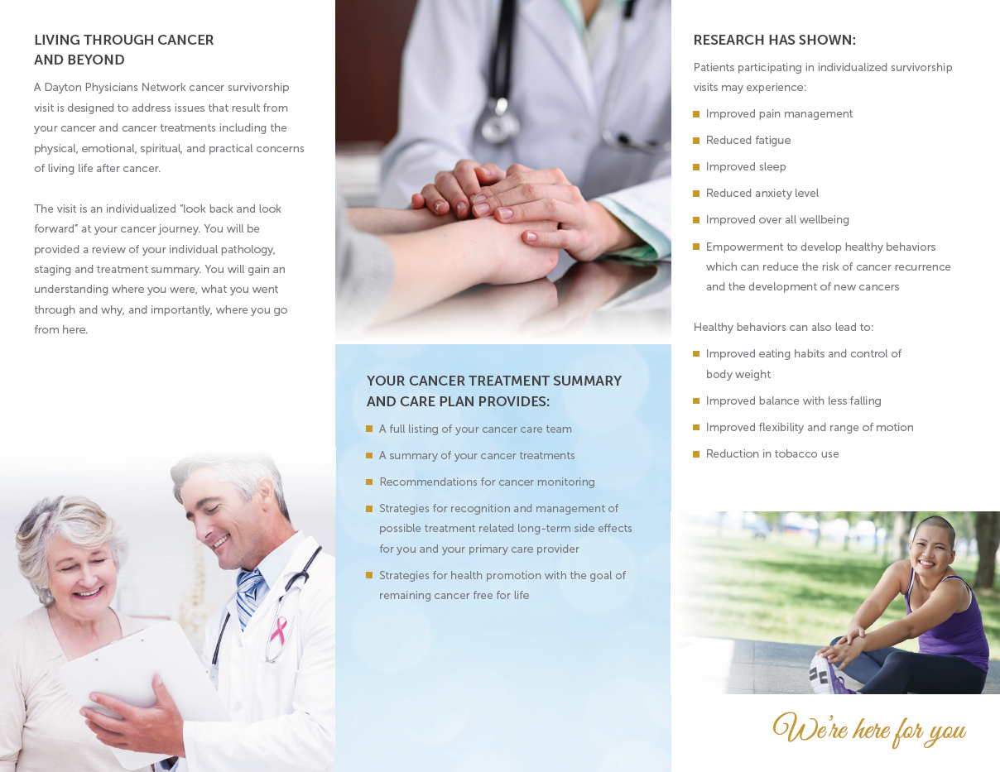 LIVING THROUGH CANCER
AND BEYOND
A Dayton Physicians Network cancer survivorship
visit is designed to address issues that result from
your cancer and cancer treatments including the
physical, emotional, spiritual, and practical concerns
of living life after cancer.
The visit is an individualized “look back and look
forward” at your cancer journey. You will be
provided a review of your individual pathology,
staging and treatment summary. You will gain an
understanding where you were, what you went
through and why, and importantly, where you go
from here.
YOUR CANCER TREATMENT SUMMARY
AND CARE PLAN PROVIDES:
A full listing of your cancer care team
A summary of your cancer treatments
Recommendations for cancer monitoring
Strategies for recognition and management of
possible treatment related long-term side effects
for you and your primary care provider
Strategies for health promotion with the goal of
remaining cancer free for life
RESEARCH HAS SHOWN:
Patients participating in individualized survivorship
visits may experience:
Improved pain management
Reduced fatigue
Improved sleep
Reduced anxiety level
Improved over all wellbeing
Empowerment to develop healthy behaviors
which can reduce the risk of cancer recurrence
and the development of new cancers
Healthy behaviors can also lead to:
Improved eating habits and control of
body weight
Improved balance with less falling
Improved flexibility and range of motion
Reduction in tobacco use
We're here for you